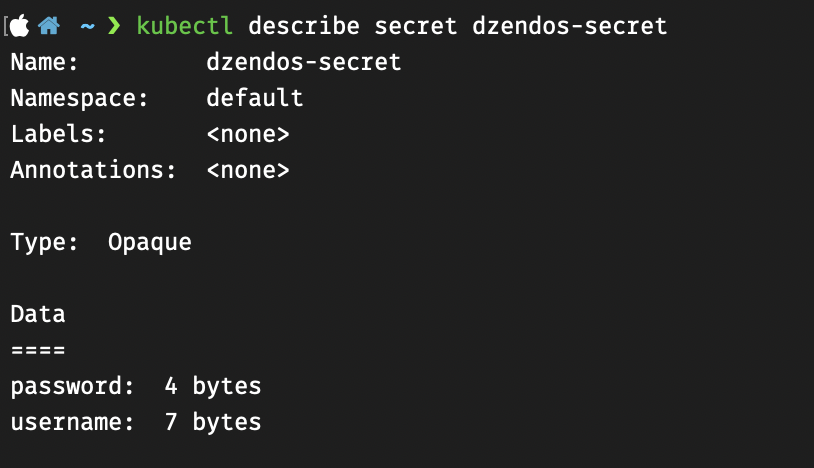 ~ ❯ kubectl describe secret dzendos-secret
Name:         dzendos-secret
Namespace:    default
Labels:       <none>
Annotations:  <none>
Type:  Opaque
Data
====
password:  4 bytes
username:  7 bytes